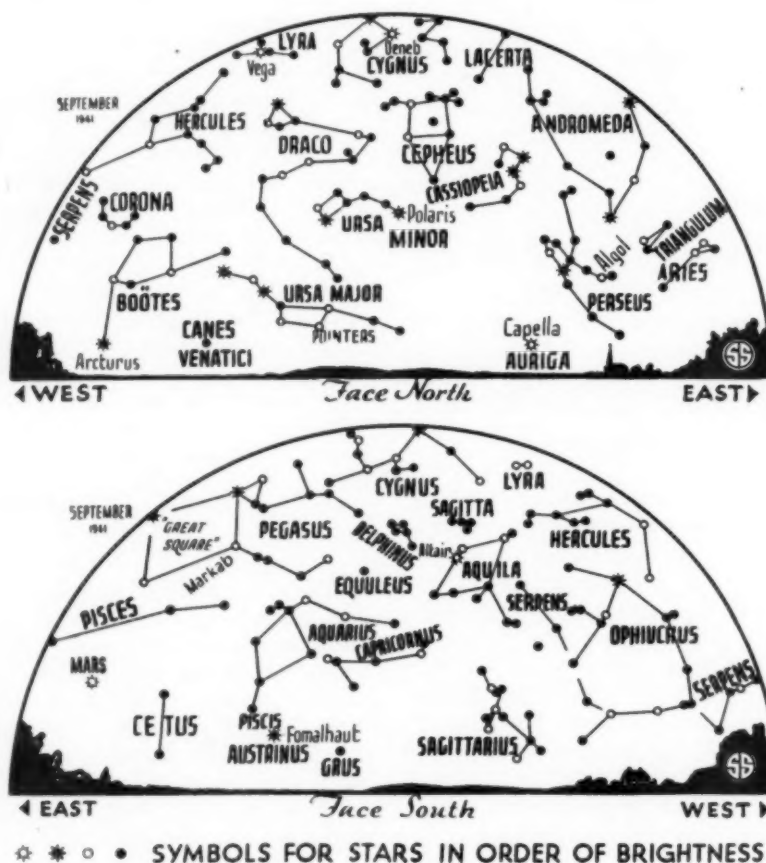 LYRA
Vega
Deneb
CYGNUS
LACERTA
SEPTEMBER
1941
HERCULES
DRACO
CEPHEUS
ANDROMEDA
CASSIOPEIA
SERPENS
CORONA
URSA
MINOR
Polaris
TRIANGULUM
Algol
ARIES
BOÖTES
URSA MAJOR
PERSEUS
POINTERS
CANES
VENATICI
Capella
AURIGA
Arcturus
SS
◄WEST
Face North
EAST►
CYGNUS
LYRA
SEPTEMBER
1941
"GREAT
SQUARE"
PEGASUS
SAGITTA
DELPHINUS
HERCULES
Altair
AQUILA
Markab
EQUULEUS
SERPENS
PISCES
AQUARIUS
CAPRICORNUS
OPHIVCRUS
MARS
SERPENS
CETUS
PISCIS
AUSTRINUS
Fomalhaut
GRUS
SAGITTARIUS
SS
◄EAST
Face South
WEST►
SYMBOLS FOR STARS IN ORDER OF BRIGHTNESS